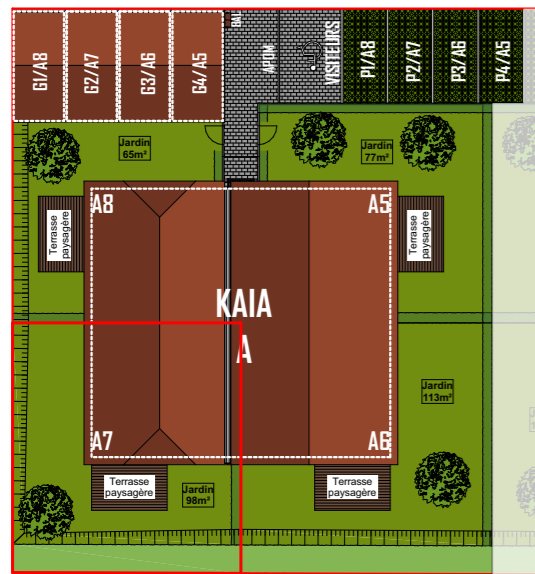 G1/A8
G2/A7
G3/A6
G4/A5
APDM
VISITEURS
P1/A8
P2/A7
P3/A6
P4/A5
Jardin
65m²
Jardin
77m²
A8
A5
Terrasse
paysagère
Terrasse
paysagère
KAIA
A
Jardin
113m²
A7
A6
Terrasse
paysagère
Jardin
98m²
Terrasse
paysagère